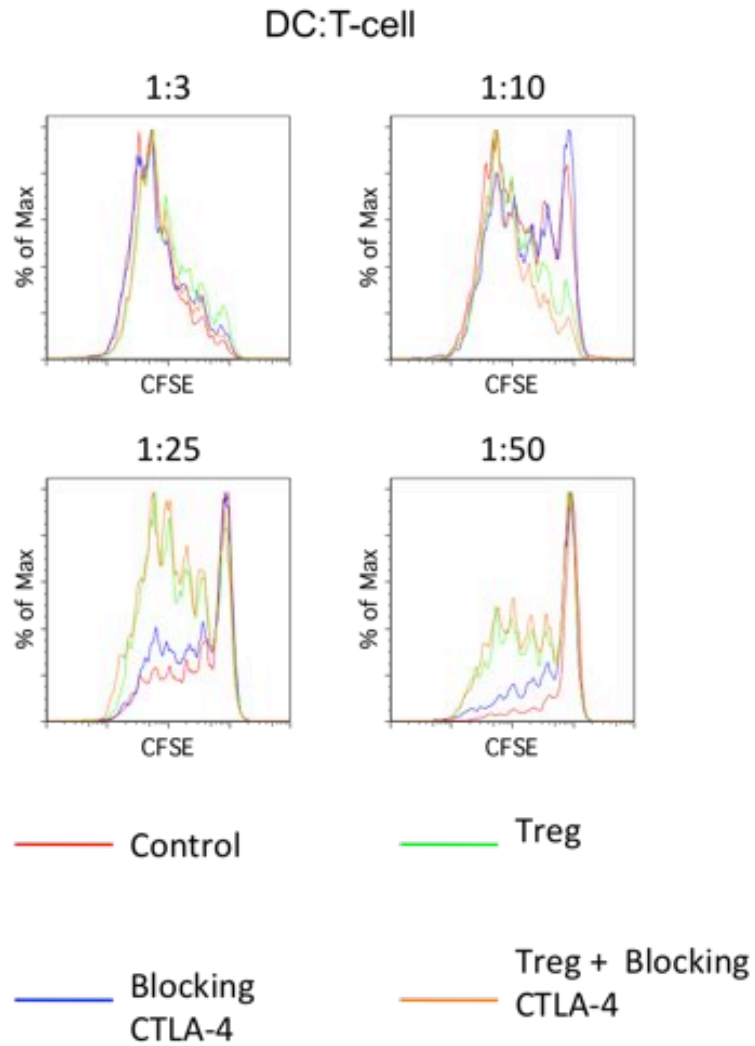 DC:T-cell
1:3
1:10
% of Max
% of Max
CFSE
CFSE
1:25
1:50
% of Max
% of Max
CFSE
CFSE
Control
Treg
Blocking
CTLA-4
Treg + Blocking
CTLA-4